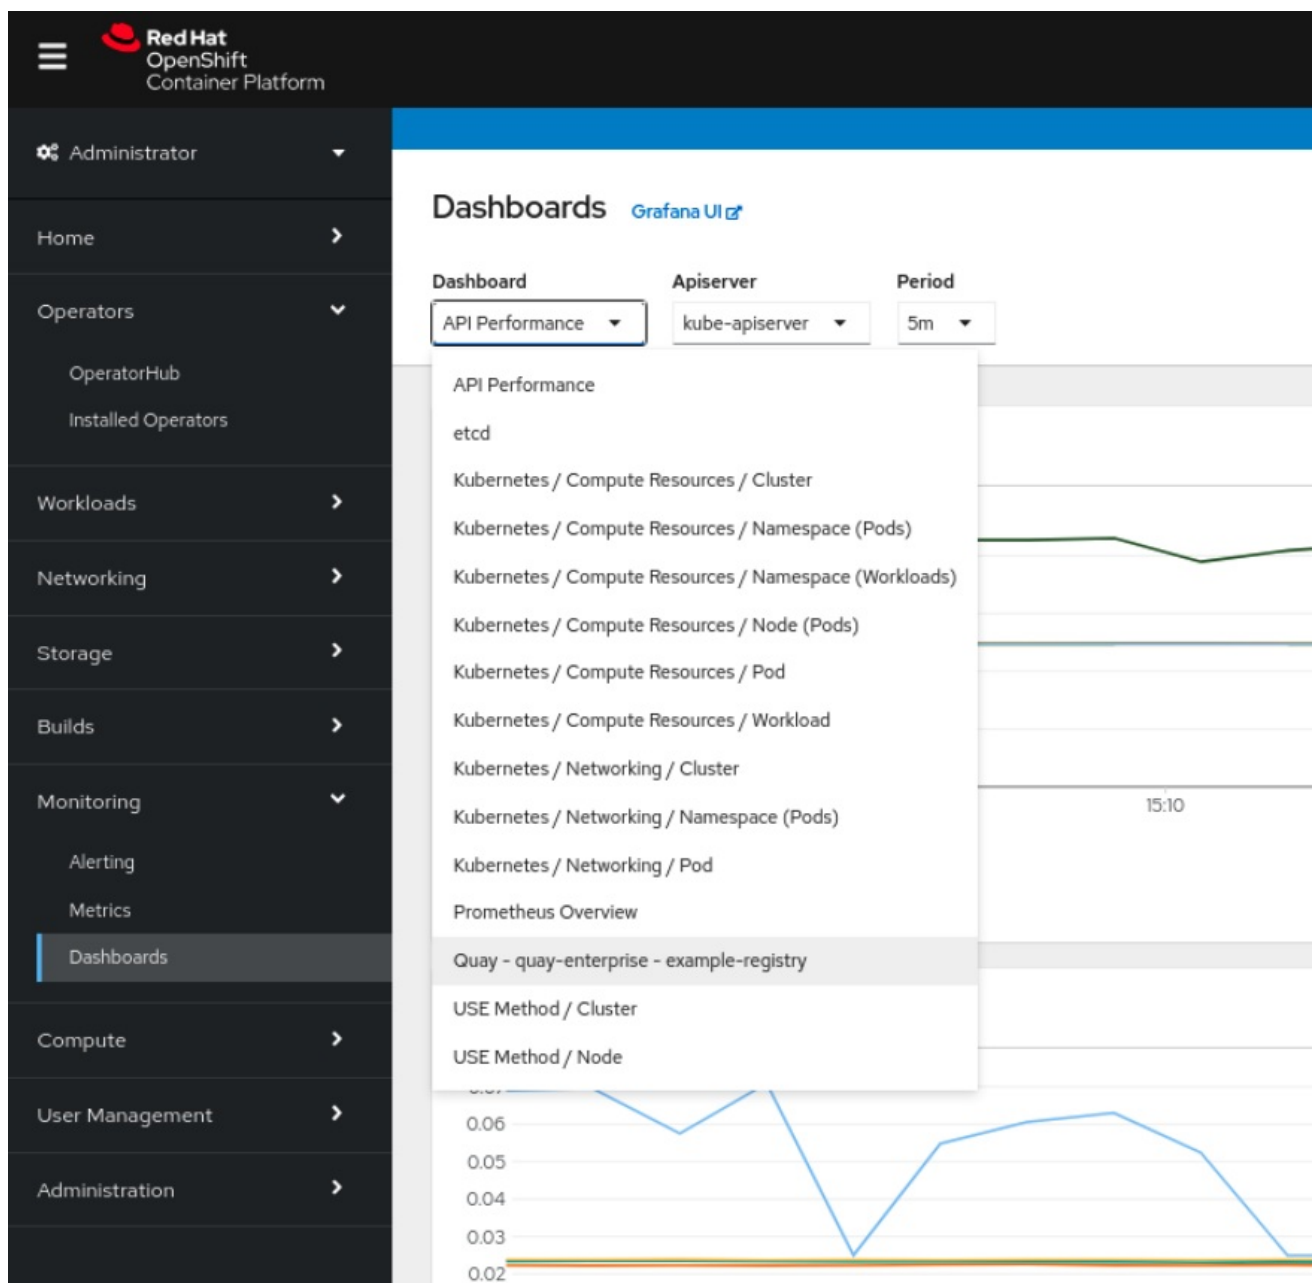 Red Hat
OpenShift
Container Platform
Administrator
Home
Operators
OperatorHub
Installed Operators
Workloads
Networking
Storage
Builds
Monitoring
Alerting
Metrics
Dashboards
Compute
User Management
Administration
Dashboards Grafana UI
Dashboard Apiserver Period
API Performance kube-apiserver 5m
API Performance
etcd
Kubernetes / Compute Resources / Cluster
Kubernetes / Compute Resources / Namespace (Pods)
Kubernetes / Compute Resources / Namespace (Workloads)
Kubernetes / Compute Resources / Node (Pods)
Kubernetes / Compute Resources / Pod
Kubernetes / Compute Resources / Workload
Kubernetes / Networking / Cluster
Kubernetes / Networking / Namespace (Pods)
Kubernetes / Networking / Pod
Prometheus Overview
Quay - quay-enterprise - example-registry
USE Method / Cluster
USE Method / Node
15:10
0.06
0.05
0.04
0.03
0.02